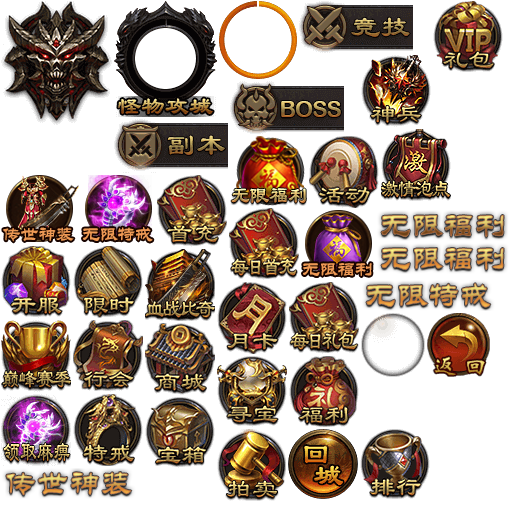 竞技
VIP
礼包
怪物攻城
BOSS
神兵
副本
无限福利
活动
激
激情泡点
传世神装
无限特戒
首充
每日首充
福
无限福利
无限福利
无限福利
开服
限时
血战比奇
月
月卡
每日礼包
无限特戒
返回
巅峰赛季
行会
商城
寻宝
礼
福利
领取麻痹
特戒
宝箱
拍卖
回城
排行
传世神装